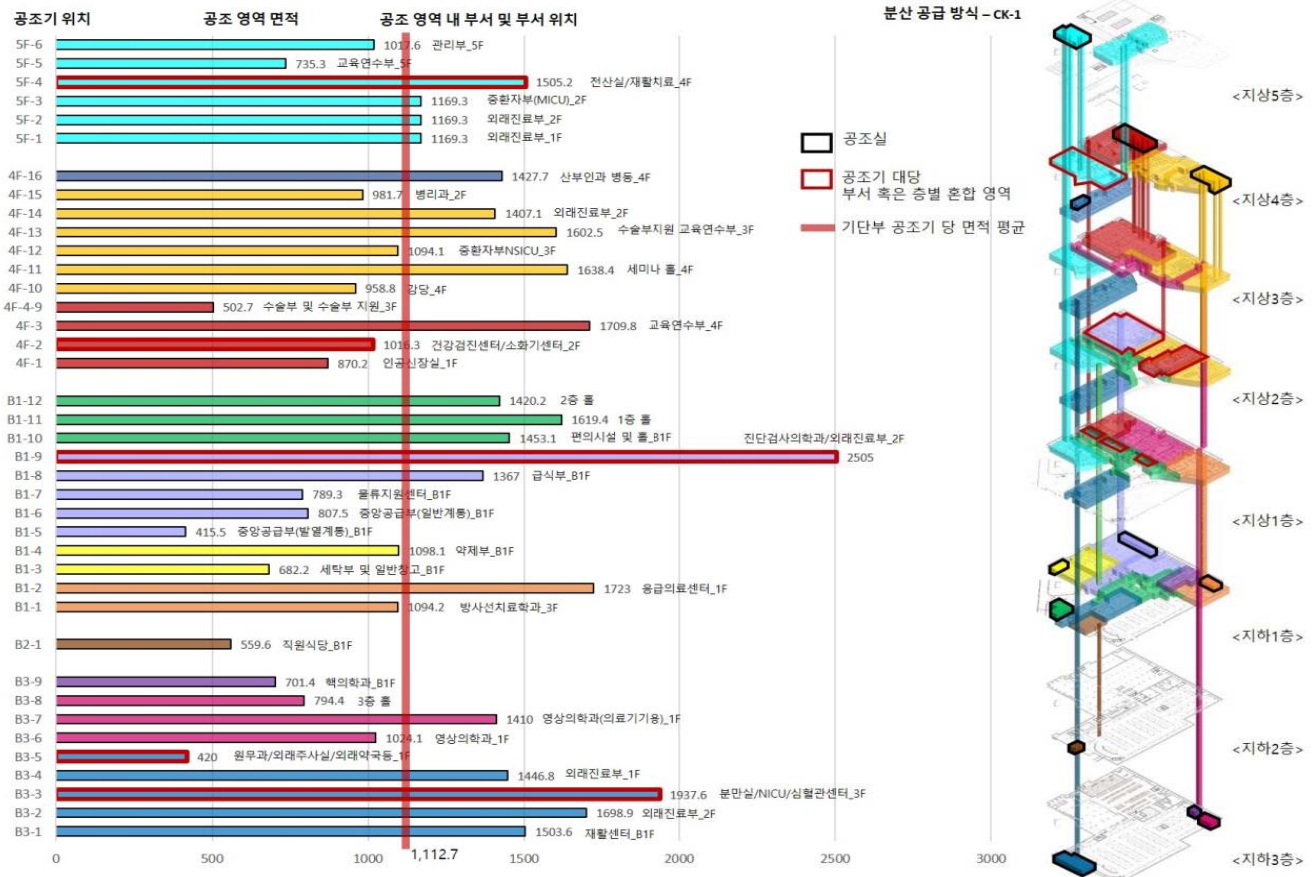 공조기 위치 공조 영역 면적 공조 영역 내 부서 및 부서 위치
분산 공급 방식 – CK-1
5F-6 1017.6 관리부_5F
5F-5 735.3 교육연수부_5F
5F-4 1505.2 전산실/재활치료_4F
5F-3 1169.3 중환자부(MICU)_2F
5F-2 1169.3 외래진료부_2F
5F-1 1169.3 외래진료부_1F
4F-16 1427.7 산부인과 병동_4F
4F-15 981.7 병리과_2F
4F-14 1407.1 외래진료부_2F
4F-13 1602.5 수술부지원 교육연수부_3F
4F-12 1094.1 중환자부NSICU_3F
4F-11 1638.4 세미나 홀_4F
4F-10 958.8 강당_4F
4F-4-9 502.7 수술부 및 수술부 지원_3F
4F-3 1709.8 교육연수부_4F
4F-2 1016.3 건강검진센터/소화기센터_2F
4F-1 870.2 인공신장실_1F
B1-12 1420.2 2층 홀
B1-11 1619.4 1층 홀
B1-10 1453.1 편의시설 및 홀_B1F
B1-9 진단검사의학과/외래진료부_2F 2505
B1-8 1367 급식부_B1F
B1-7 789.3 물류지원센터_B1F
B1-6 807.5 중앙공급부(일반계통)_B1F
B1-5 415.5 중앙공급부(발열계통)_B1F
B1-4 1098.1 약제부_B1F
B1-3 682.2 세탁부 및 일반창고_B1F
B1-2 1723 응급의료센터_1F
B1-1 1094.2 방사선치료학과_3F
B2-1 559.6 직원식당_B1F
B3-9 701.4 핵의학과_B1F
B3-8 794.4 3층 홀
B3-7 1410 영상의학과(의료기기용)_1F
B3-6 1024.1 영상의학과_1F
B3-5 420 원무과/외래주사실/외래약국등_1F
B3-4 1446.8 외래진료부_1F
B3-3 1937.6 분만실/NICU/심혈관센터_3F
B3-2 1698.9 외래진료부_2F
B3-1 1503.6 재활센터_B1F
0 500 1000 1,112.7 1500 2000 2500 3000
공조실
공조기 대당
부서 혹은 층별 혼합 영역
기단부 공조기 당 면적 평균
<지상5층>
<지상4층>
<지상3층>
<지상2층>
<지상1층>
<지하1층>
<지하2층>
<지하3층>